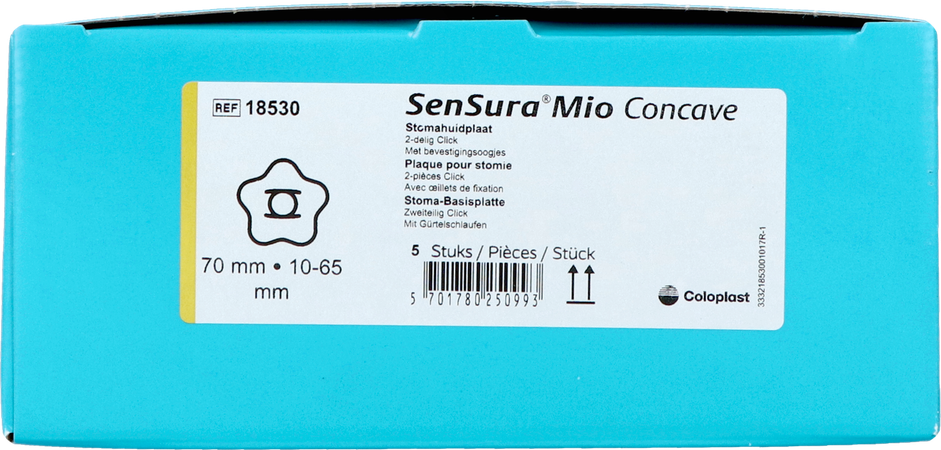 REF 18530
SenSura® Mio Concave
Stomahuidplaat
2-delig Click
Met bevestigingsoogjes
Plaque pour stomie
2-pièces Click
Avec œillets de fixation
Stoma-Basisplatte
Zweiteilig Click
Mit Gürtelschlaufen
70 mm • 10-65
mm
5 Stuks / Pièces / Stück
5 701780 250993
Coloplast
33321853001017R-1